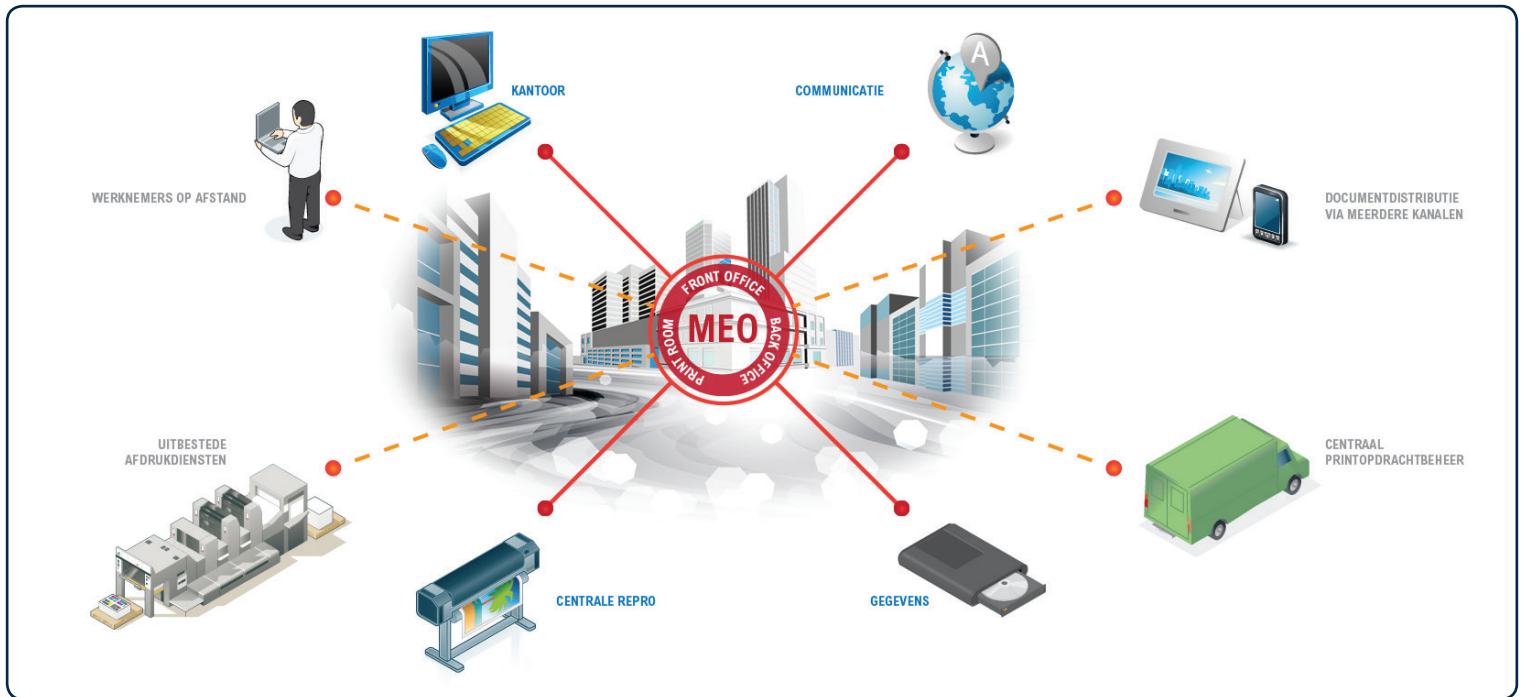 KANTOOR
COMMUNICATIE
A
WERKNEMERS OP AFSTAND
DOCUMENTDISTRIBUTIE
VIA MEERDERE KANALEN
FRONT OFFICE
MEO
BACK OFFICE
PRINT ROOM
UITBESTEDE
AFDRUKDIENSTEN
CENTRAAL
PRINTOPDRACHTBEHEER
CENTRALE REPRO
GEGEVENS